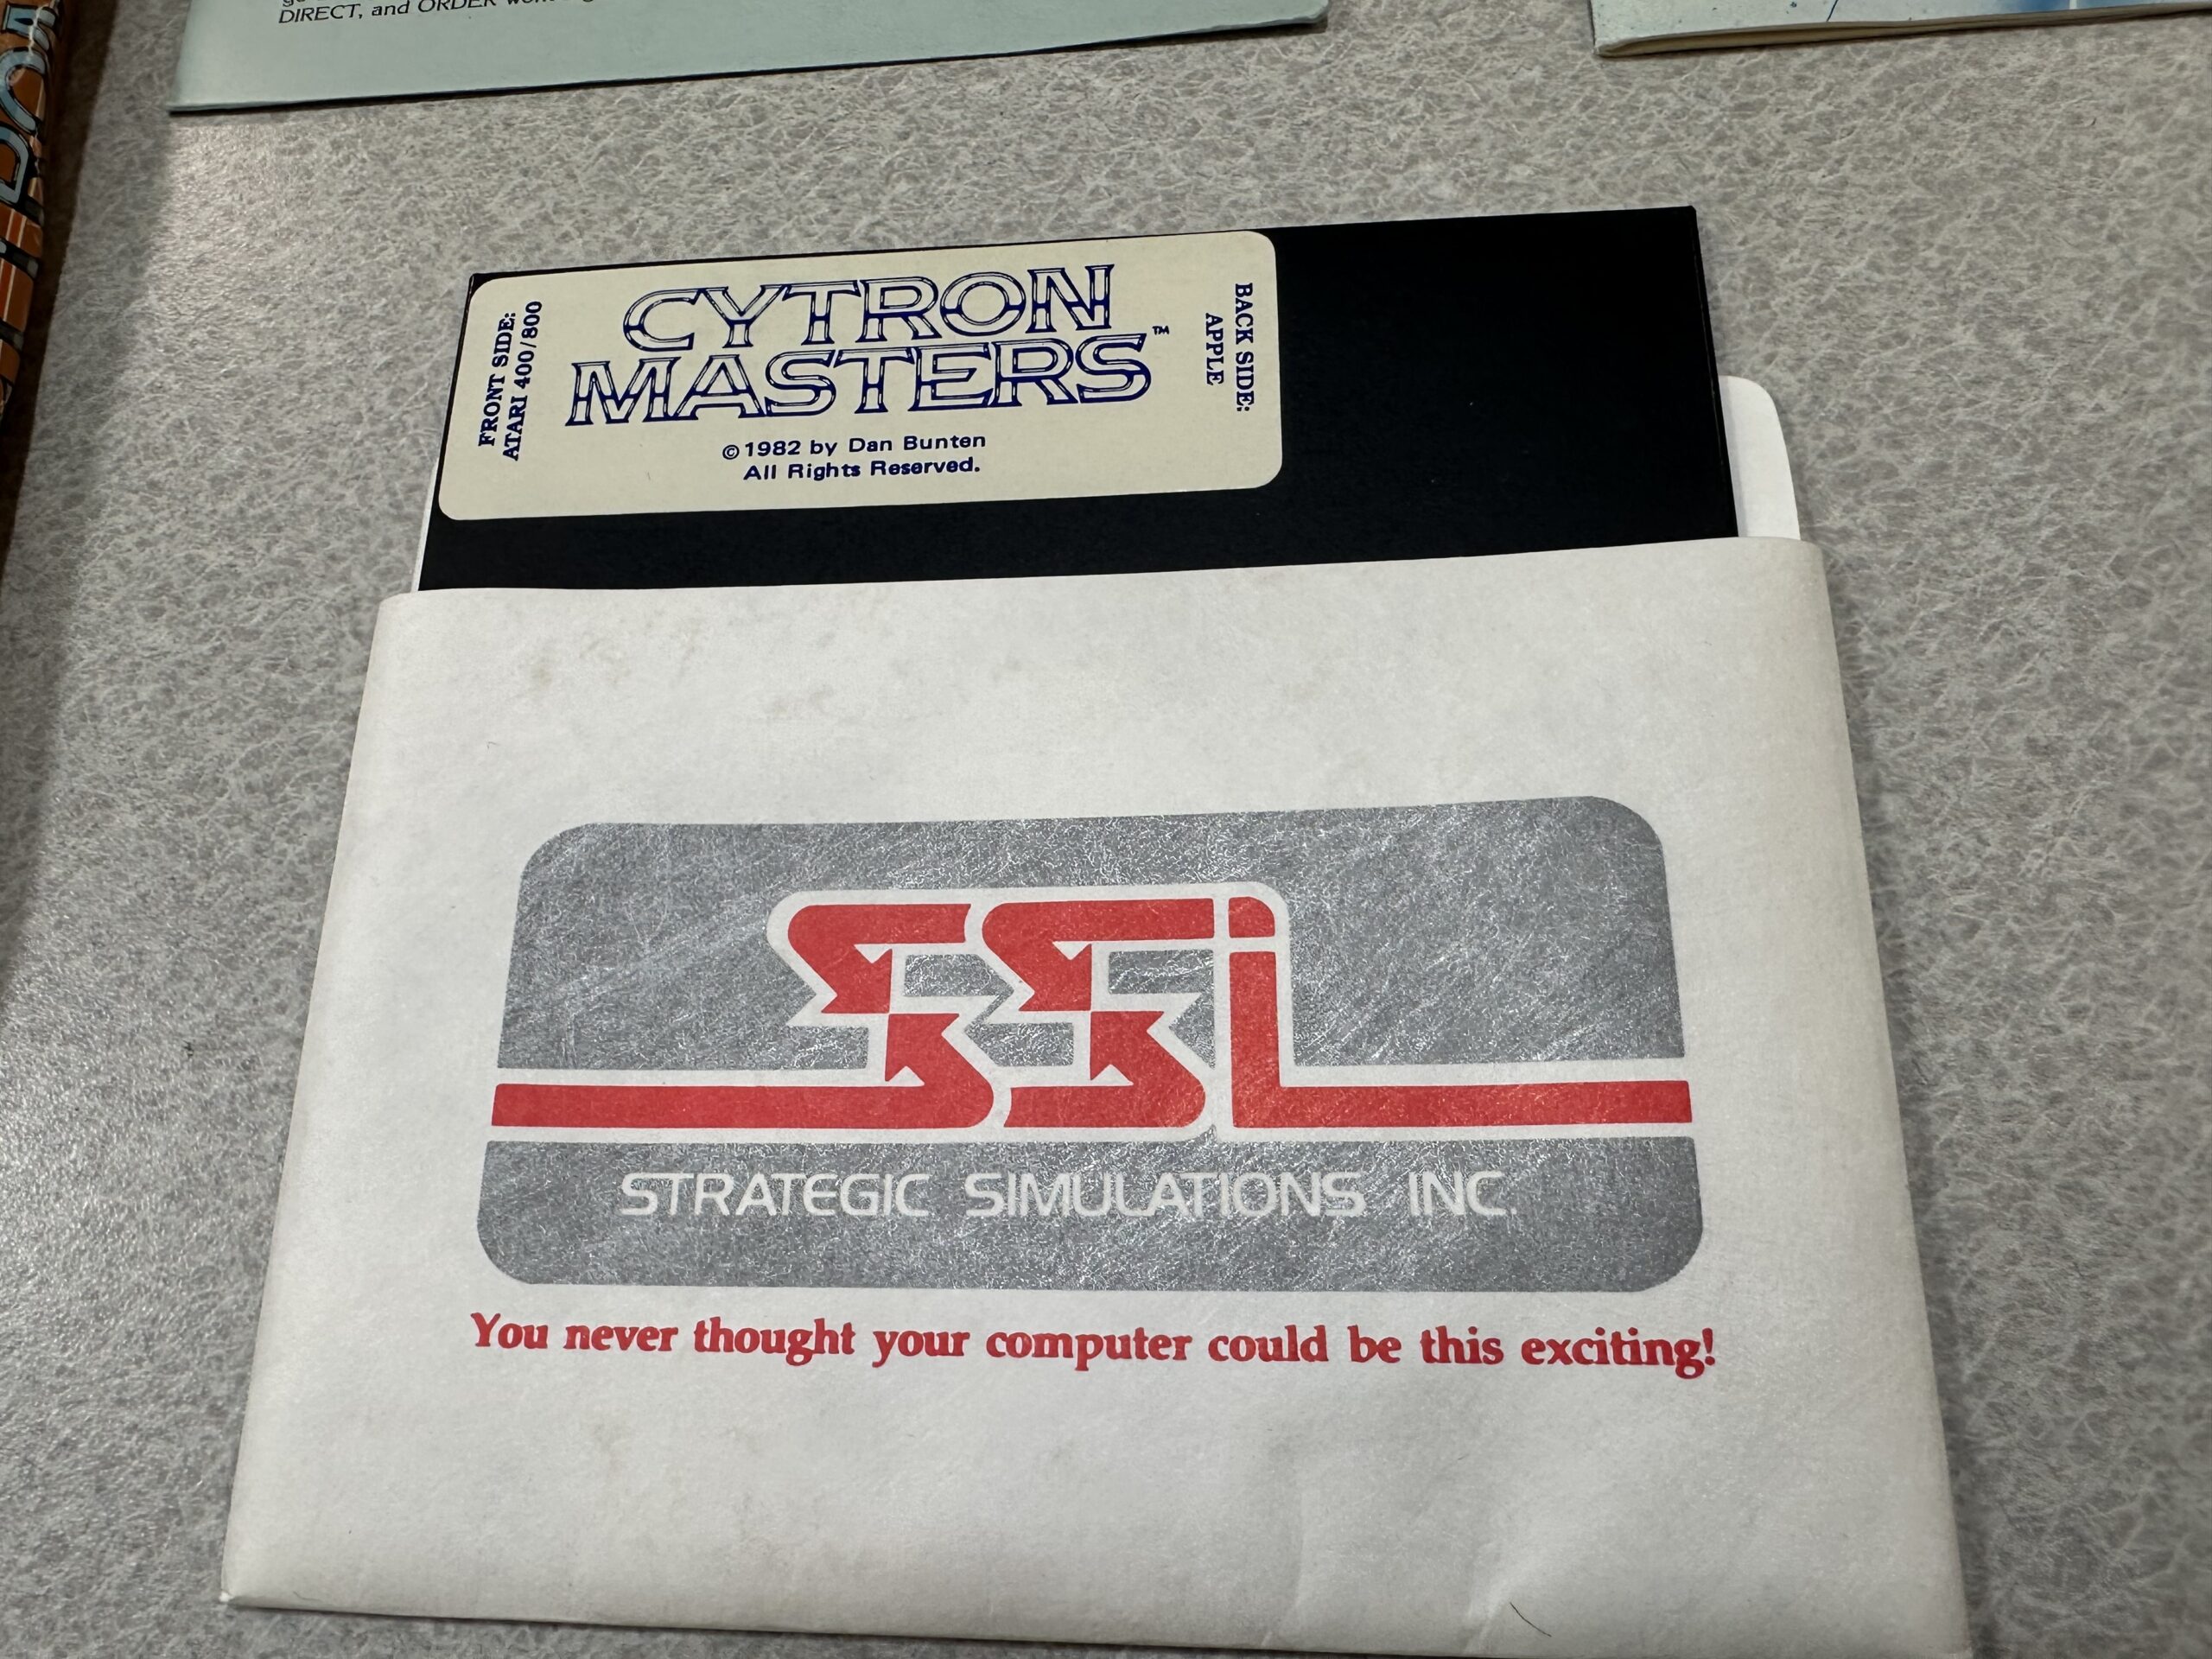 DIRECT, and ORDER
FRONT SIDE:
ATARI 400/800
CYTRON
MASTERS™
©1982 by Dan Bunten
All Rights Reserved.
BACK SIDE:
APPLE
SSI
STRATEGIC SIMULATIONS INC.
You never thought your computer could be this exciting!